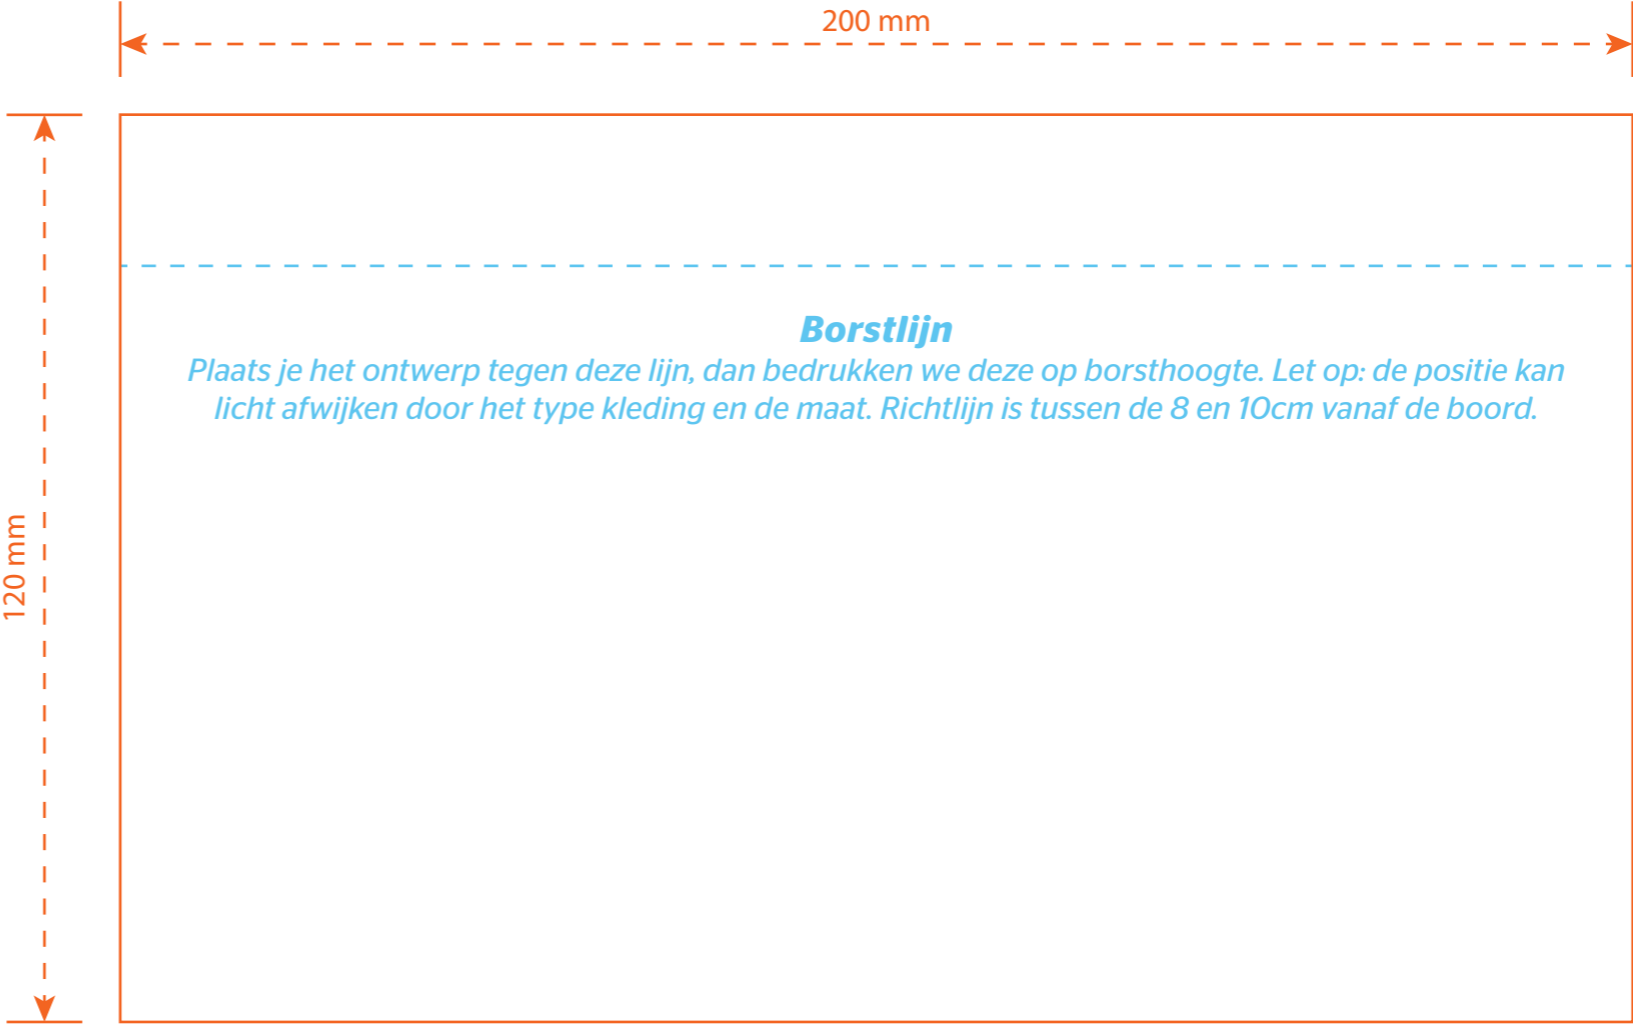 200 mm
Borstlijn
Plaats je het ontwerp tegen deze lijn, dan bedrukken we deze op borsthoogte. Let op: de positie kan
licht afwijken door het type kleding en de maat. Richtlijn is tussen de 8 en 10cm vanaf de boord.
120 mm